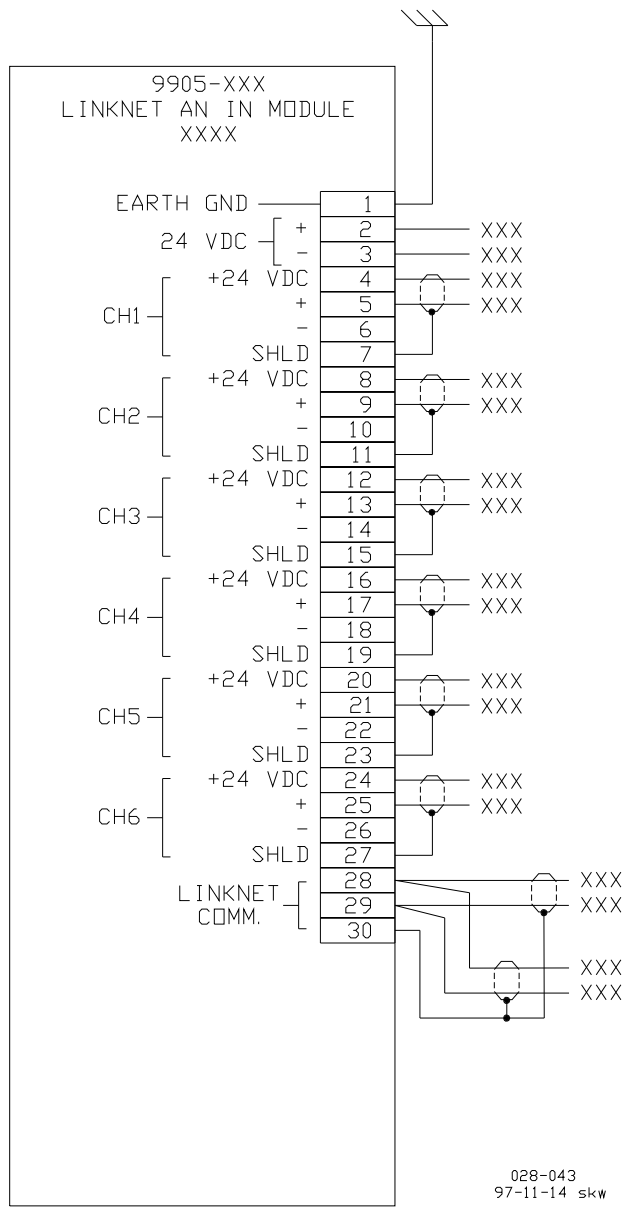 9905-XXX
LINKNET AN IN MODULE
XXXX
EARTH GND 1
24 VDC + 2 XXX
- 3 XXX
+24 VDC 4 XXX
CH1 + 5 XXX
- 6
SHLD 7
+24 VDC 8 XXX
CH2 + 9 XXX
- 10
SHLD 11
+24 VDC 12 XXX
CH3 + 13 XXX
- 14
SHLD 15
+24 VDC 16 XXX
CH4 + 17 XXX
- 18
SHLD 19
+24 VDC 20 XXX
CH5 + 21 XXX
- 22
SHLD 23
+24 VDC 24 XXX
CH6 + 25 XXX
- 26
SHLD 27
28 XXX
LINKNET
COMM. 29 XXX
30
XXX
XXX
028-043
97-11-14 skw